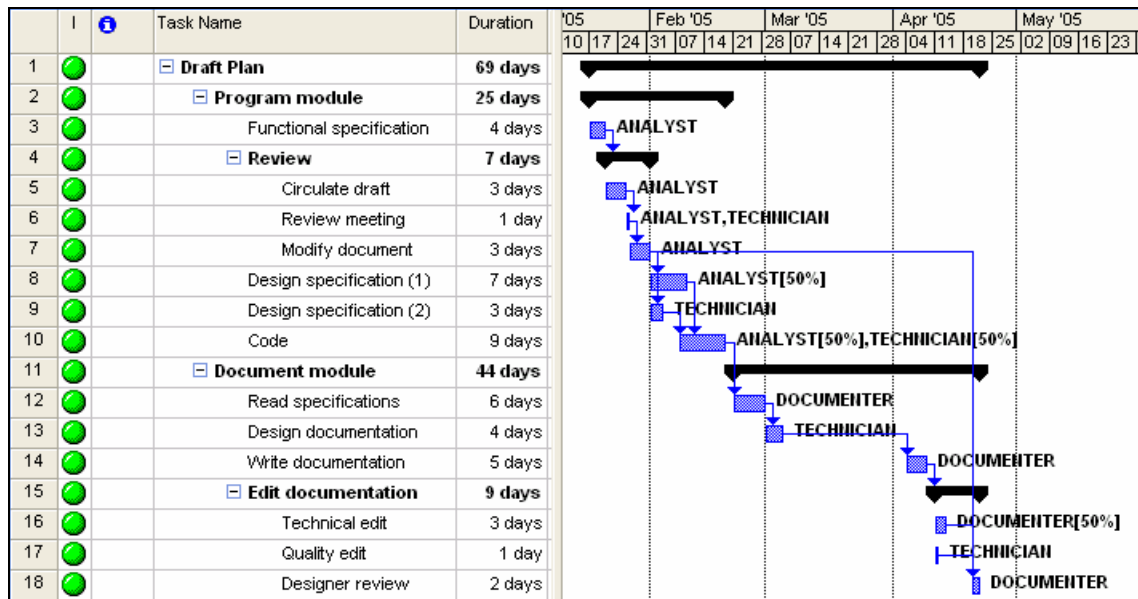 I Task Name Duration '05 Feb '05 Mar '05 Apr '05 May '05
10 17 24 31 07 14 21 28 07 14 21 28 04 11 18 25 02 09 16 23
1 Draft Plan 69 days
2 Program module 25 days
3 Functional specification 4 days ANALYST
4 Review 7 days
5 Circulate draft 3 days ANALYST
6 Review meeting 1 day ANALYST,TECHNICIAN
7 Modify document 3 days ANALYST
8 Design specification (1) 7 days ANALYST[50%]
9 Design specification (2) 3 days TECHNICIAN
10 Code 9 days ANALYST[50%],TECHNICIAN[50%]
11 Document module 44 days
12 Read specifications 6 days DOCUMENTER
13 Design documentation 4 days TECHNICIAN
14 Write documentation 5 days DOCUMENTER
15 Edit documentation 9 days
16 Technical edit 3 days DOCUMENTER[50%]
17 Quality edit 1 day TECHNICIAN
18 Designer review 2 days DOCUMENTER